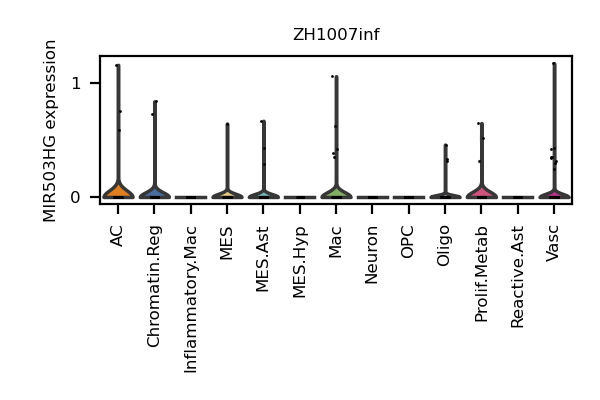 ZH1007inf
MIR503HG expression
1
0
AC
Chromatin.Reg
Inflammatory.Mac
MES
MES.Ast
MES.Hyp
Mac
Neuron
OPC
Oligo
Prolif.Metab
Reactive.Ast
Vasc